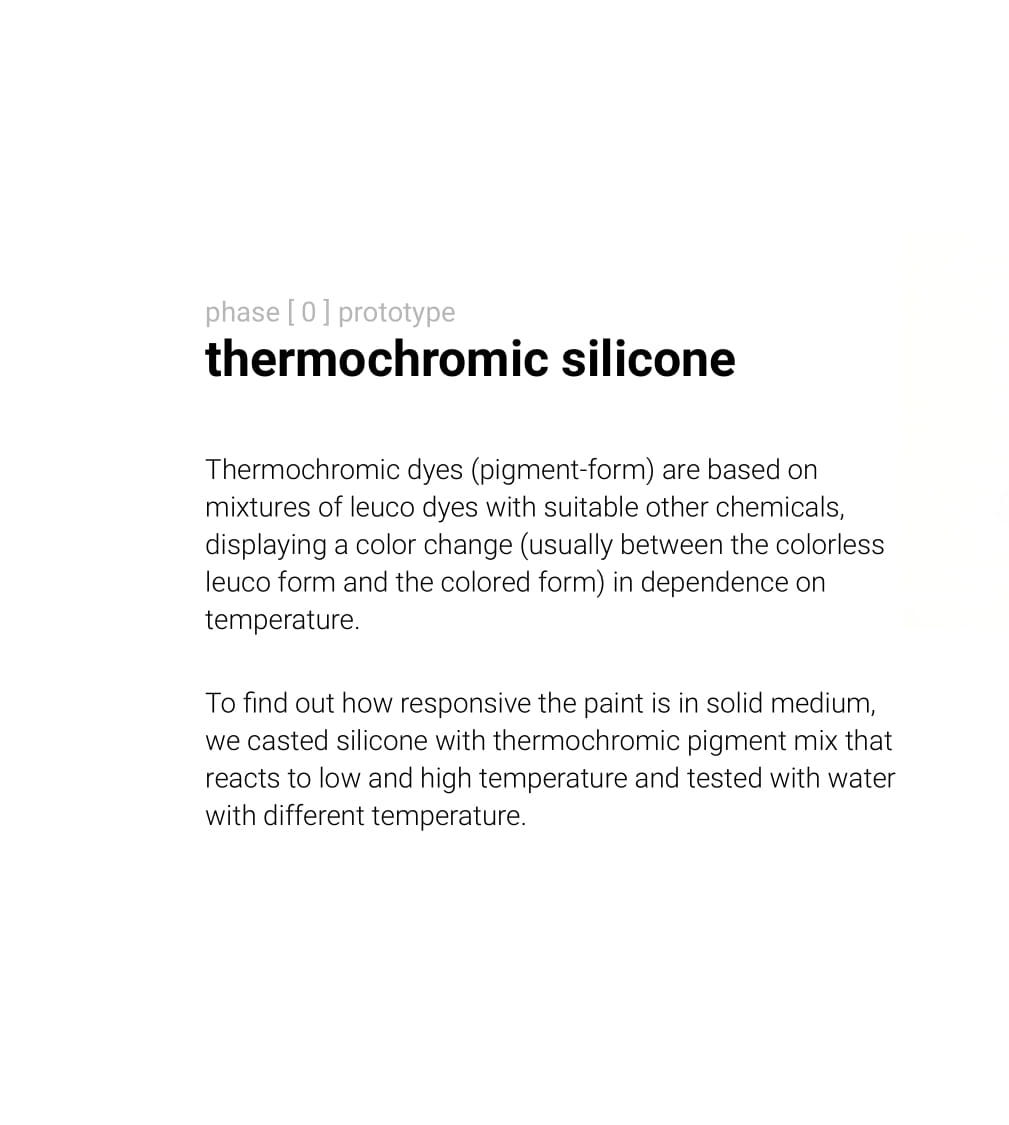 phase [ 0 ] prototype
thermochromic silicone
Thermochromic dyes (pigment-form) are based on
mixtures of leuco dyes with suitable other chemicals,
displaying a color change (usually between the colorless
leuco form and the colored form) in dependence on
temperature.
To find out how responsive the paint is in solid medium,
we casted silicone with thermochromic pigment mix that
reacts to low and high temperature and tested with water
with different temperature.